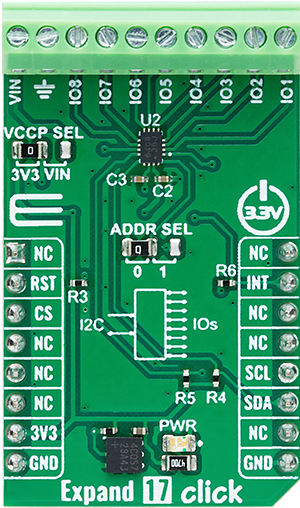 VIN IO8 IO7 IO6 IO5 IO4 IO3 IO2 IO1
U2
VCCP SEL
3V3 VIN
C3 C2
3.3V
ADDR SEL
0 1
NC NC
RST R3 R6 INT
CS NC
I2C IOs
NC NC
NC SCL
R5 R4
NC SDA
PWR
3V3 NC
4700
GND GND
Expand 17 click